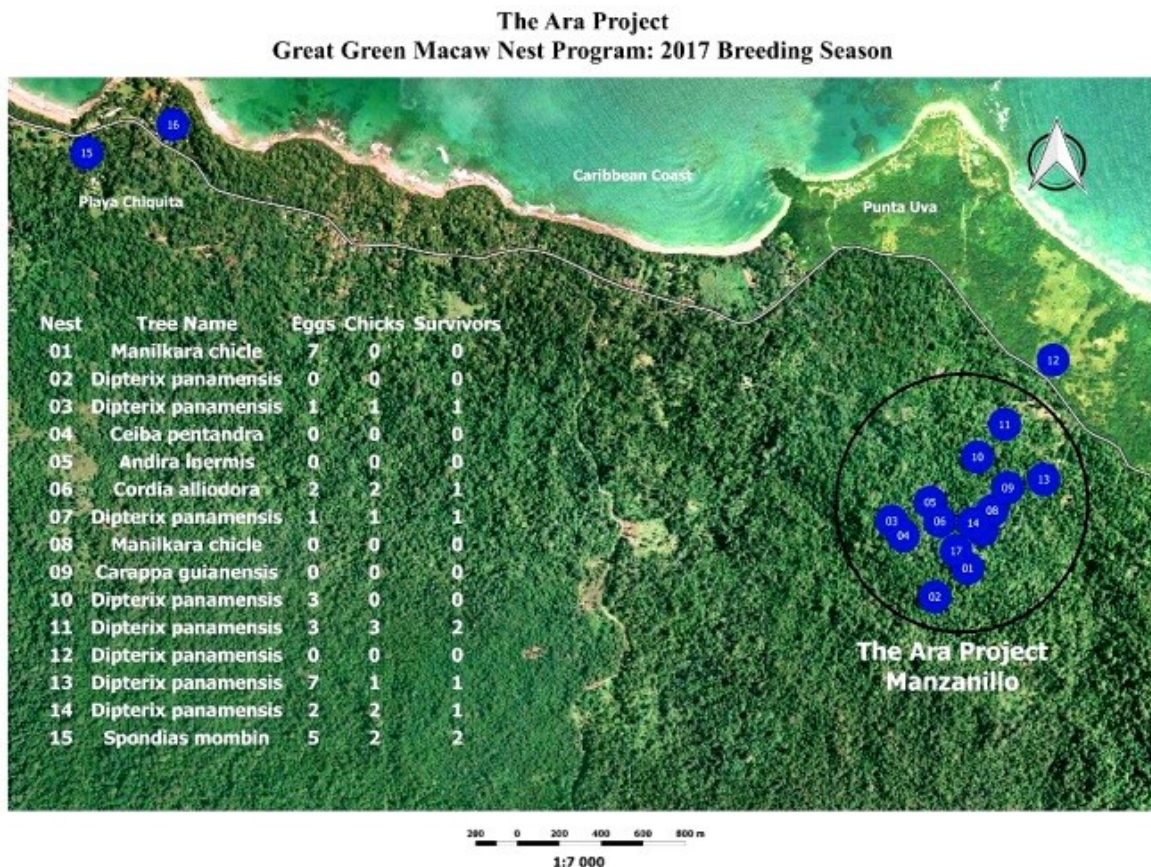 The Ara Project
Great Green Macaw Nest Program: 2017 Breeding Season
16
15
Caribbean Coast
Playa Chiquita
Punta Uva
Nest Tree Name Eggs Chicks Survivors
01 Manilkara chicle 7 0 0
02 Dipterix panamensis 0 0 0
03 Dipterix panamensis 1 1 1
04 Ceiba pentandra 0 0 0
05 Andira Inermis 0 0 0
06 Cordia alliodora 2 2 1
07 Dipterix panamensis 1 1 1
08 Manilkara chicle 0 0 0
09 Carappa guianensis 0 0 0
10 Dipterix panamensis 3 0 0
11 Dipterix panamensis 3 3 2
12 Dipterix panamensis 0 0 0
13 Dipterix panamensis 7 1 1
14 Dipterix panamensis 2 2 1
15 Spondias mombin 5 2 2
12
11
10
13
09
05
08
03
06
14
04
17
01
02
The Ara Project
Manzanillo
200 0 200 400 600 800 m
1:7 000